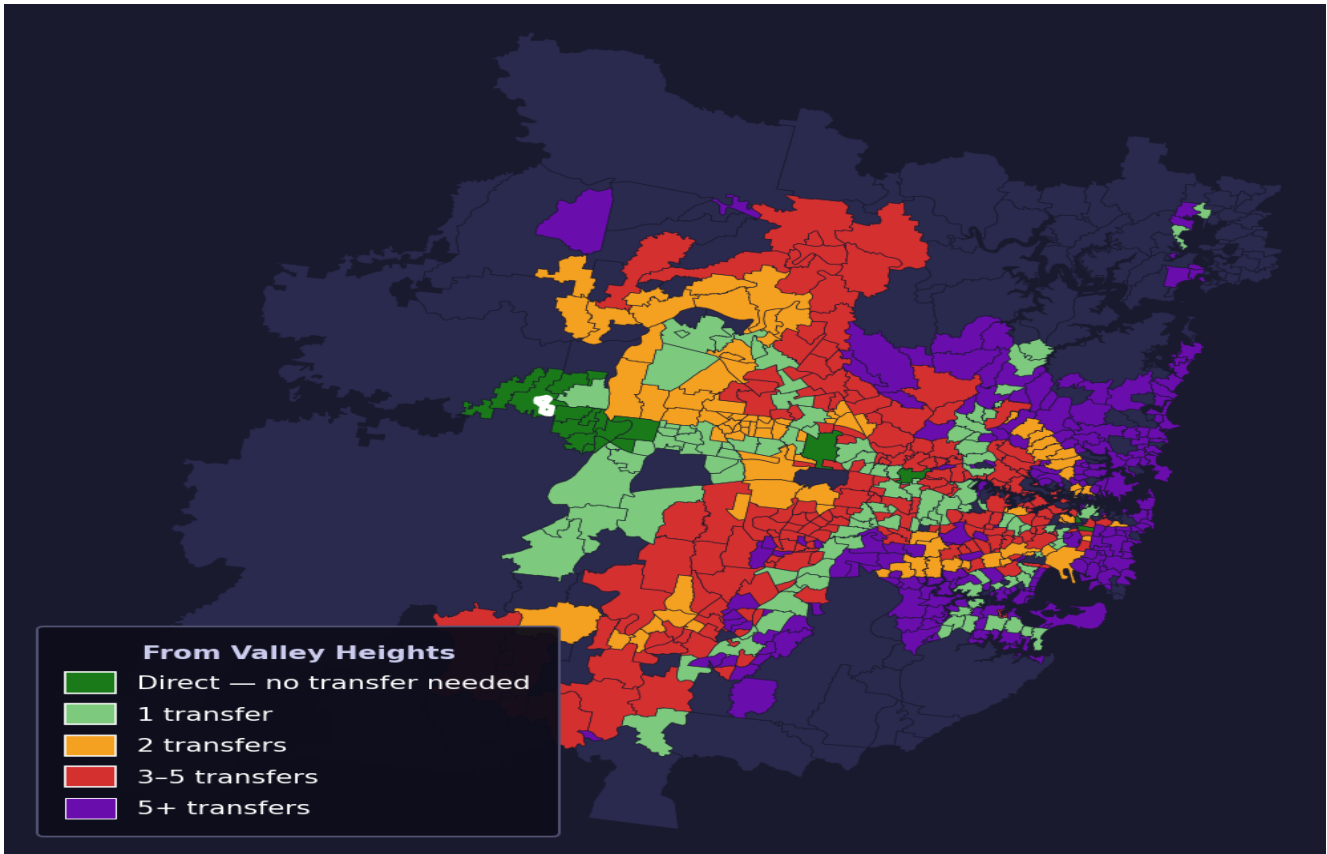 From Valley Heights
Direct — no transfer needed
1 transfer
2 transfers
3–5 transfers
5+ transfers